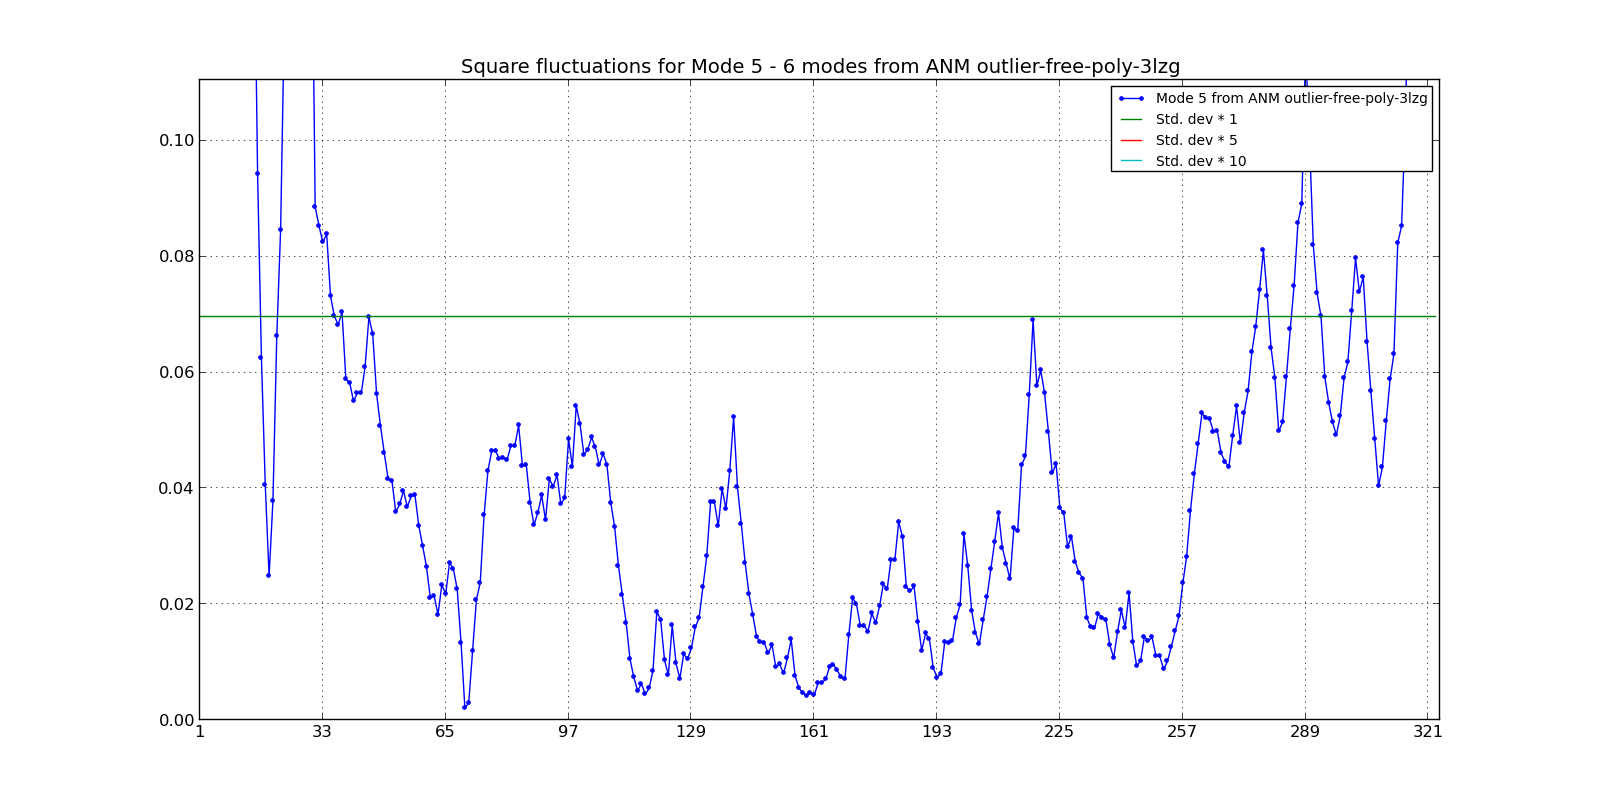 Square fluctuations for Mode 5 - 6 modes from ANM outlier-free-poly-3lzg
Mode 5 from ANM outlier-free-poly-3lzg
Std. dev * 1
Std. dev * 5
Std. dev * 10
0.10
0.08
0.06
0.04
0.02
0.00
1 33 65 97 129 161 193 225 257 289 321